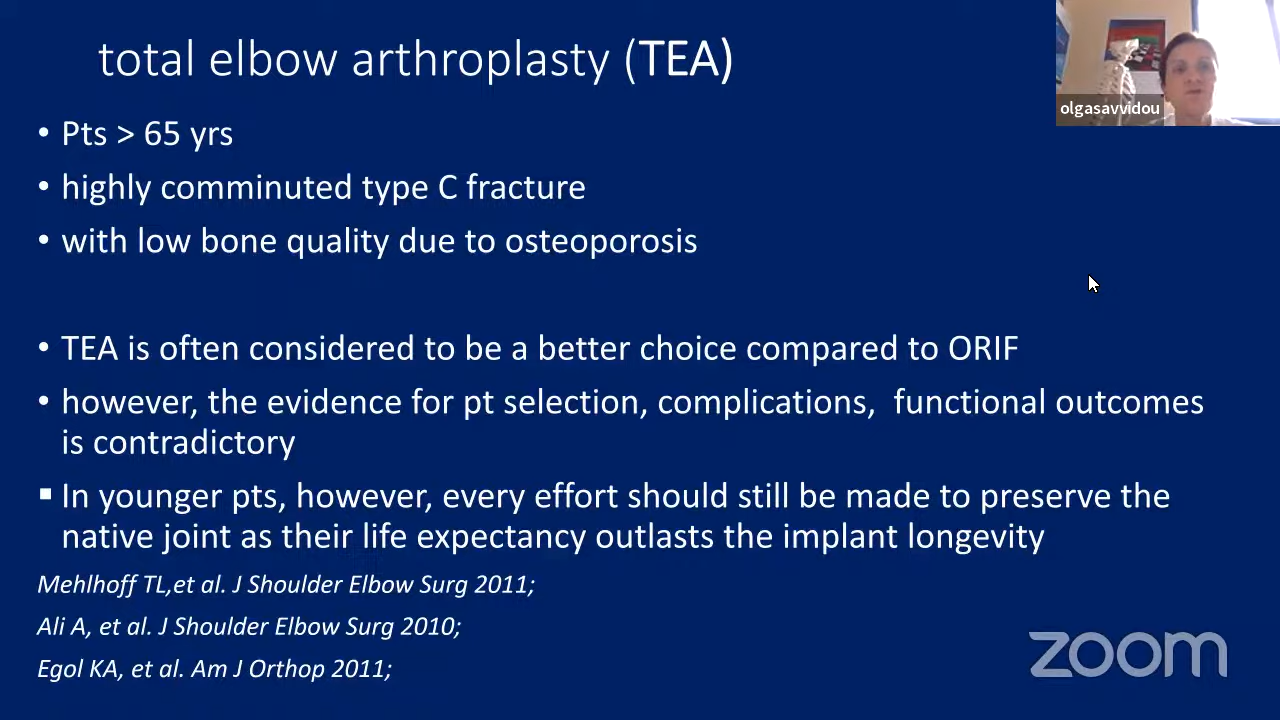 total elbow arthroplasty (TEA)
olgasavvidou
• Pts > 65 yrs
• highly comminuted type C fracture
• with low bone quality due to osteoporosis
• TEA is often considered to be a better choice compared to ORIF
• however, the evidence for pt selection, complications,  functional outcomes
is contradictory
▪ In younger pts, however, every effort should still be made to preserve the
native joint as their life expectancy outlasts the implant longevity
Mehlhoff TL,et al. J Shoulder Elbow Surg 2011;
Ali A, et al. J Shoulder Elbow Surg 2010;
Egol KA, et al. Am J Orthop 2011;
zoom